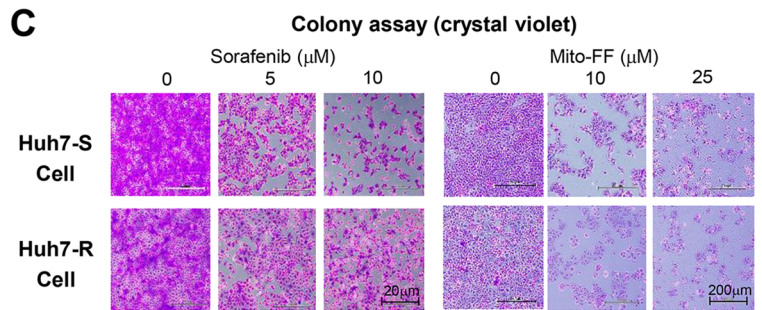 C
Colony assay (crystal violet)
Sorafenib (μM)
Mito-FF (μM)
0 5 10 0 10 25
Huh7-S
Cell
Huh7-R
Cell
20μm
200μm